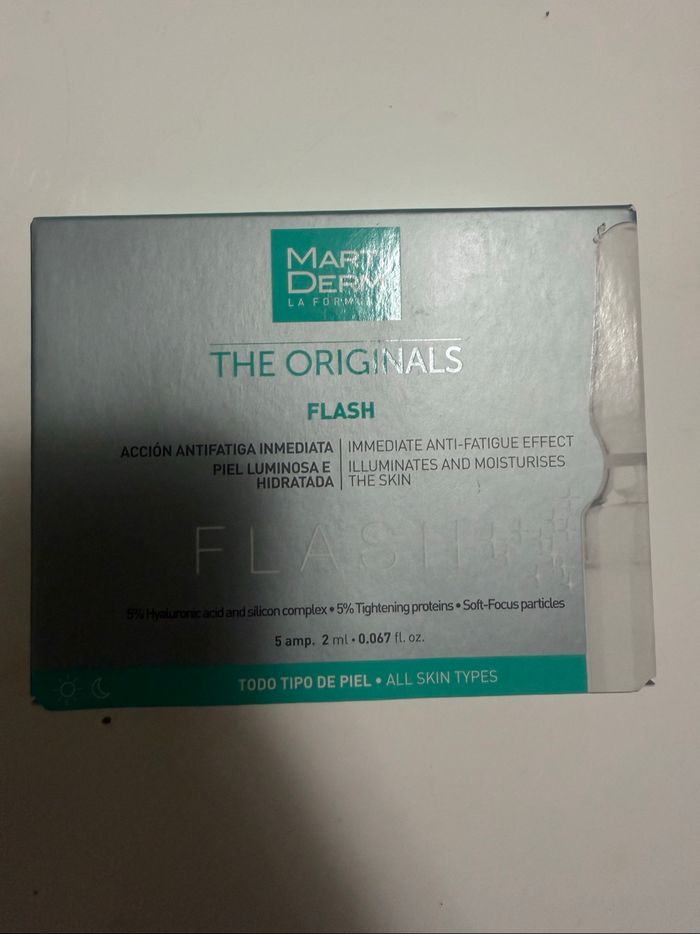 MARTI
DERM
LA FORMULA
THE ORIGINALS
FLASH
ACCIÓN ANTIFATIGA INMEDIATA
PIEL LUMINOSA E
HIDRATADA
IMMEDIATE ANTI-FATIGUE EFFECT
ILLUMINATES AND MOISTURISES
THE SKIN
FLASH
5% Hyaluronic acid and silicon complex • 5% Tightening proteins • Soft-Focus particles
5 amp. 2 ml • 0.067 fl. oz.
TODO TIPO DE PIEL • ALL SKIN TYPES